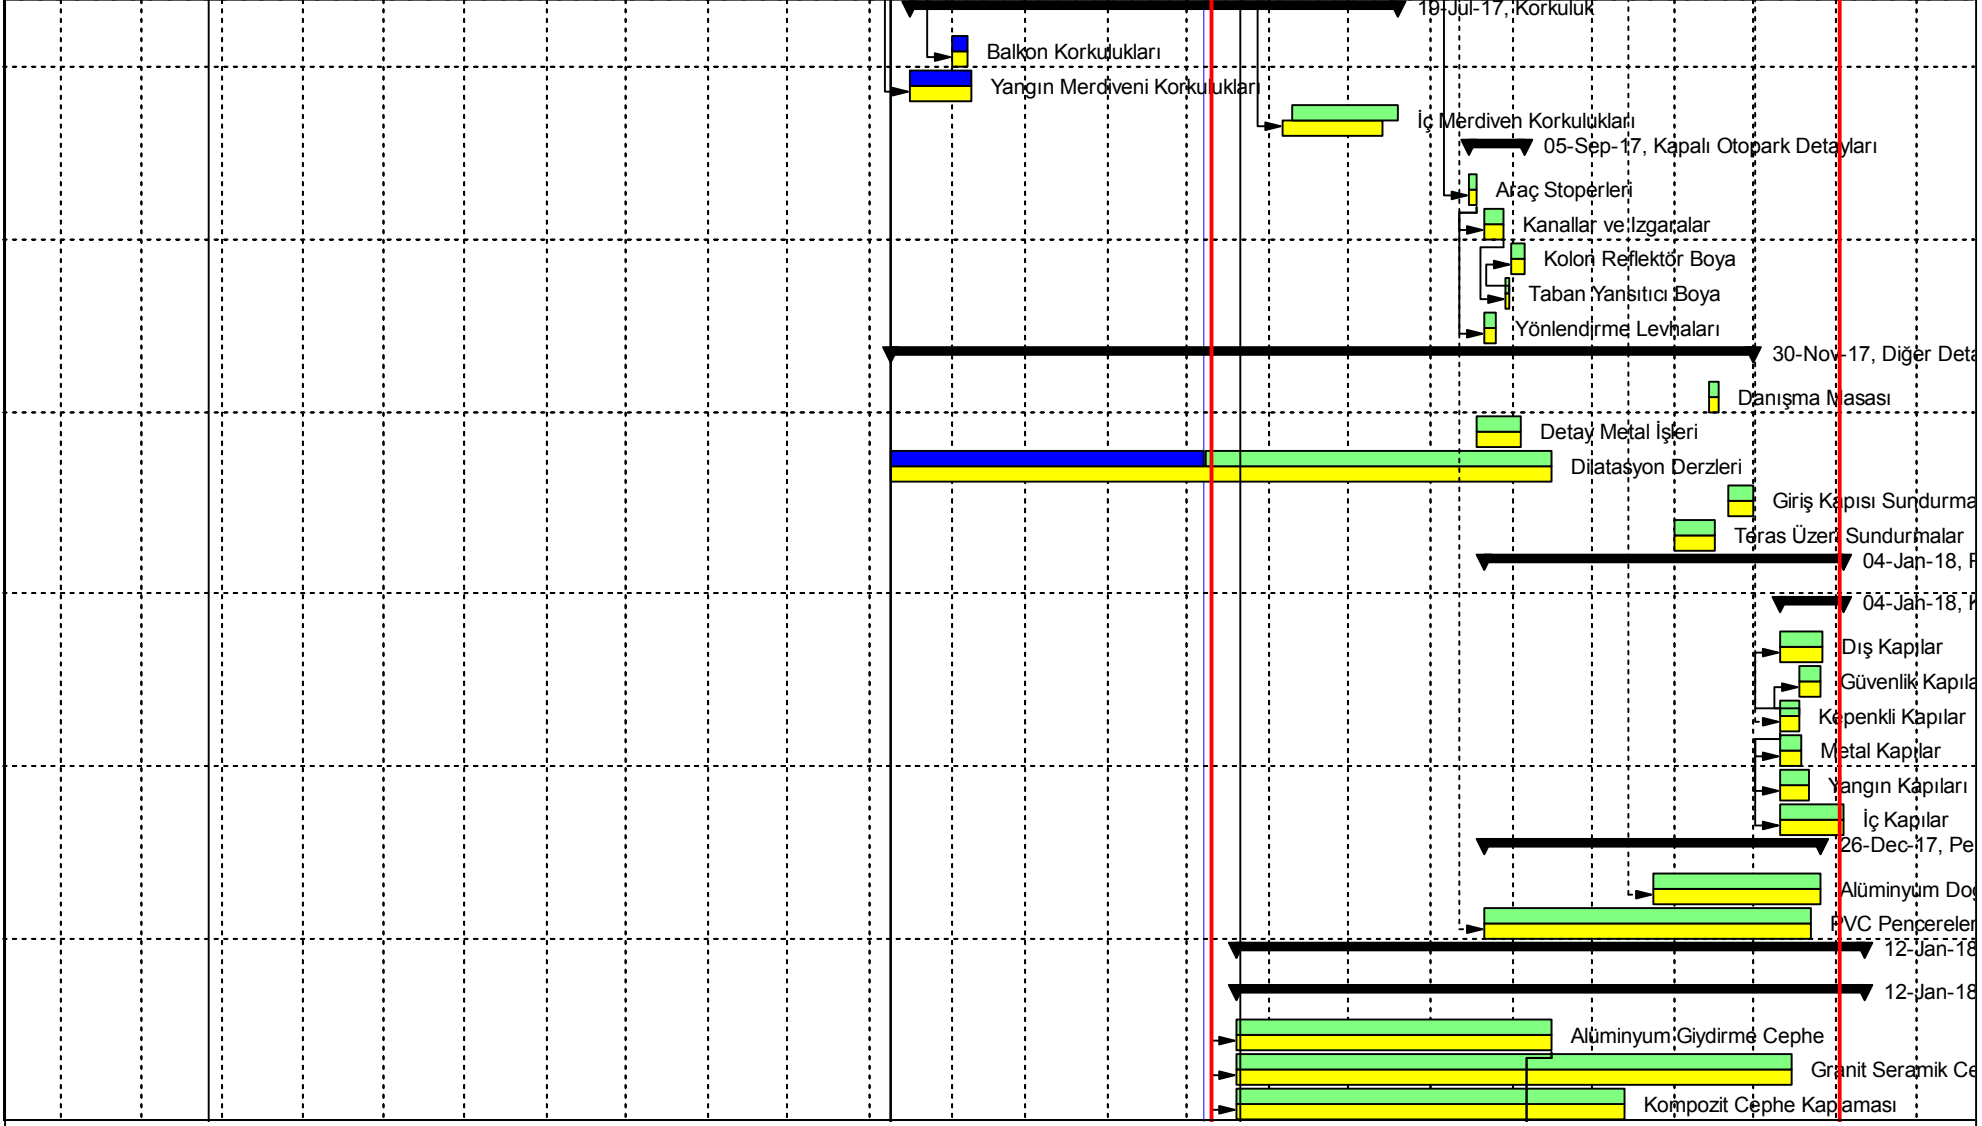 19-Jul-17, Korkuluk
Balkon Korkulukları
Yangın Merdiveni Korkulukları
İç Merdiven Korkulukları
05-Sep-17, Kapalı Otopark Detayları
Araç Stoperleri
Kanallar ve Izgaralar
Kolon Reflektör Boya
Taban Yansıtıcı Boya
Yönlendirme Levhaları
30-Nov-17, Diğer Deta
Danışma Masası
Detay Metal İşleri
Dilatasyon Derzleri
Giriş Kapısı Sundurma
Teras Üzeri Sundurmalar
04-Jan-18, P
04-Jan-18, K
Dış Kapılar
Güvenlik Kapıla
Kepenkli Kapılar
Metal Kapılar
Yangın Kapıları
İç Kapılar
26-Dec-17, Pe
Alüminyum Doğ
PVC Pencereler
12-Jan-18
12-Jan-18
Alüminyum Giydirme Cephe
Granit Seramik Ce
Kompozit Cephe Kaplaması